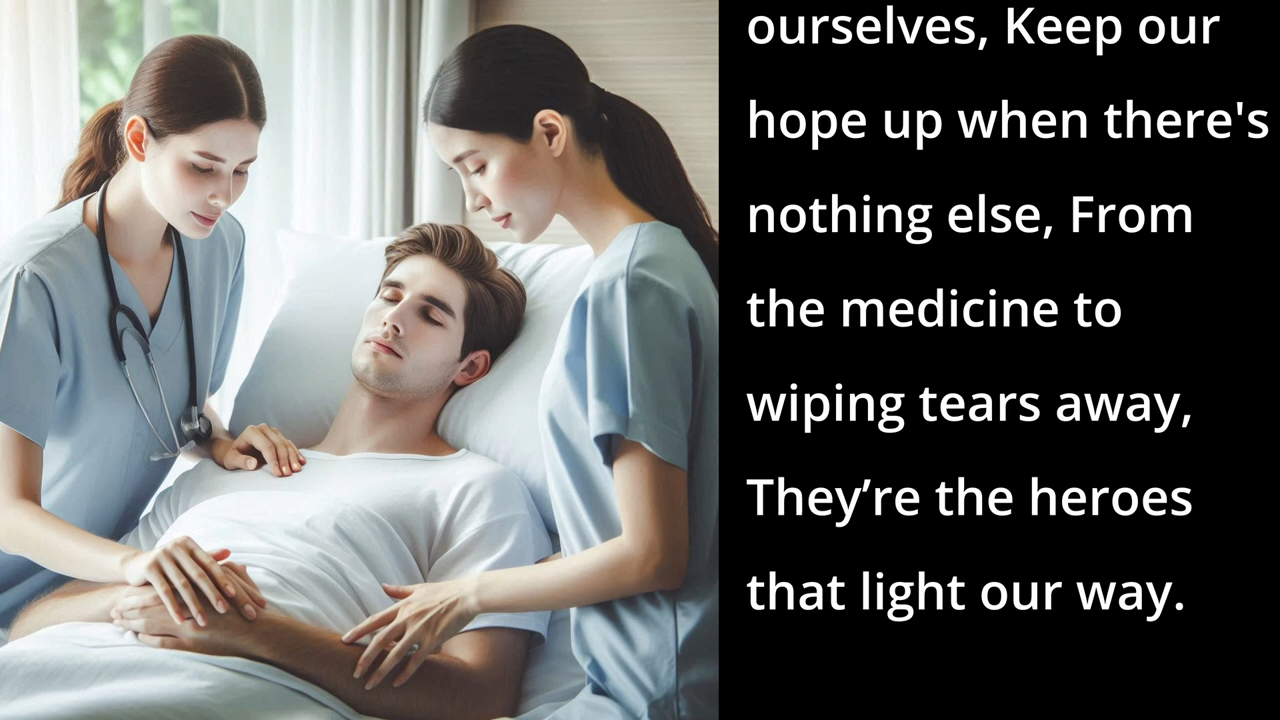 ourselves, Keep our
hope up when there's
nothing else, From
the medicine to
wiping tears away,
They’re the heroes
that light our way.